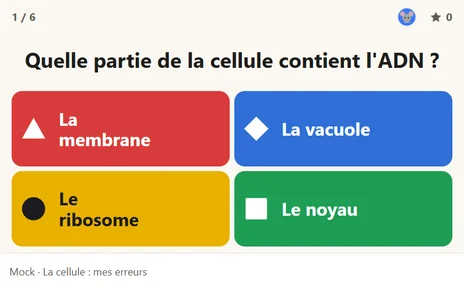 1 / 6
★ 0
Quelle partie de la cellule contient l'ADN ?
La
membrane
La vacuole
Le
ribosome
Le noyau
Mock · La cellule : mes erreurs